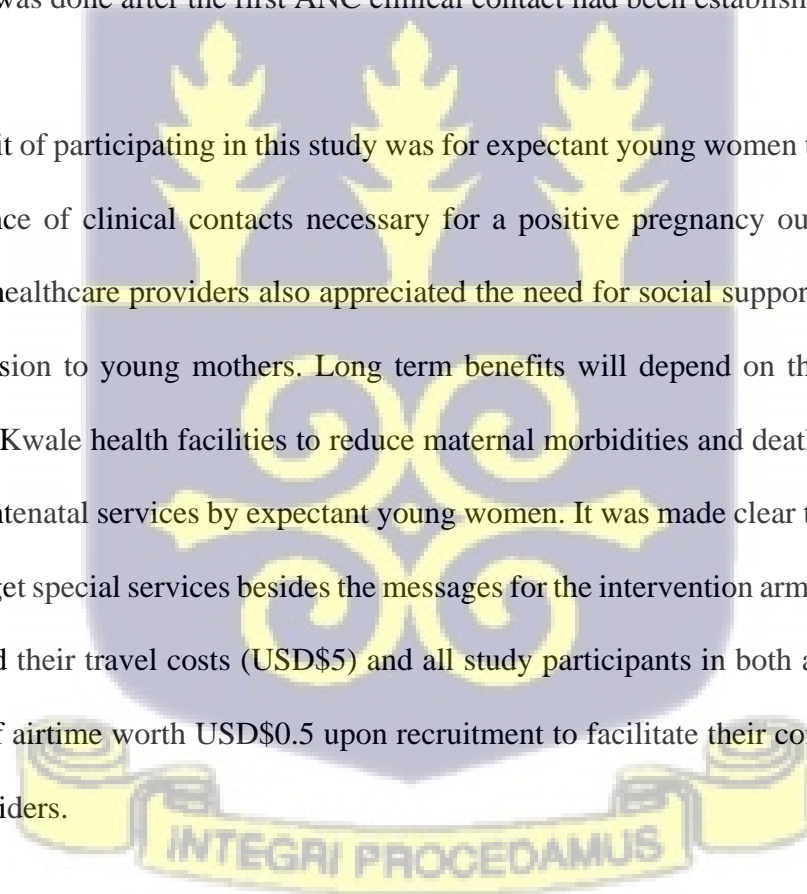 was done after the first ANC clinical contact had been establish
it of participating in this study was for expectant young women
nce of clinical contacts necessary for a positive pregnancy ou
healthcare providers also appreciated the need for social suppor
sion to young mothers. Long term benefits will depend on th
Kwale health facilities to reduce maternal morbidities and deat
ntenatal services by expectant young women. It was made clear
get special services besides the messages for the intervention arm
d their travel costs (USD$5) and all study participants in both a
f airtime worth USD$0.5 upon recruitment to facilitate their co
iders.
INTEGRI PROCEDAMUS